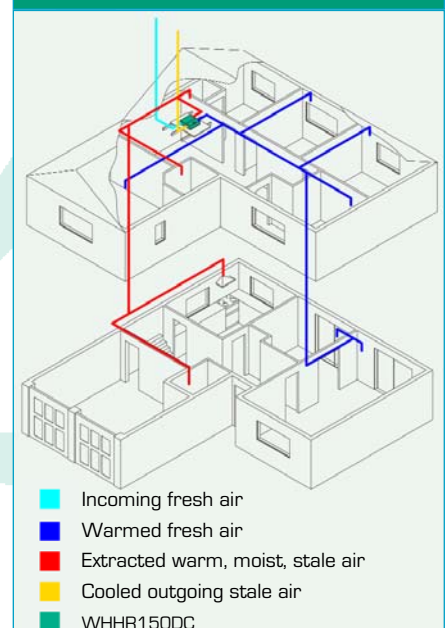 Incoming fresh air
Warmed fresh air
Extracted warm, moist, stale air
Cooled outgoing stale air
WHHR150DC